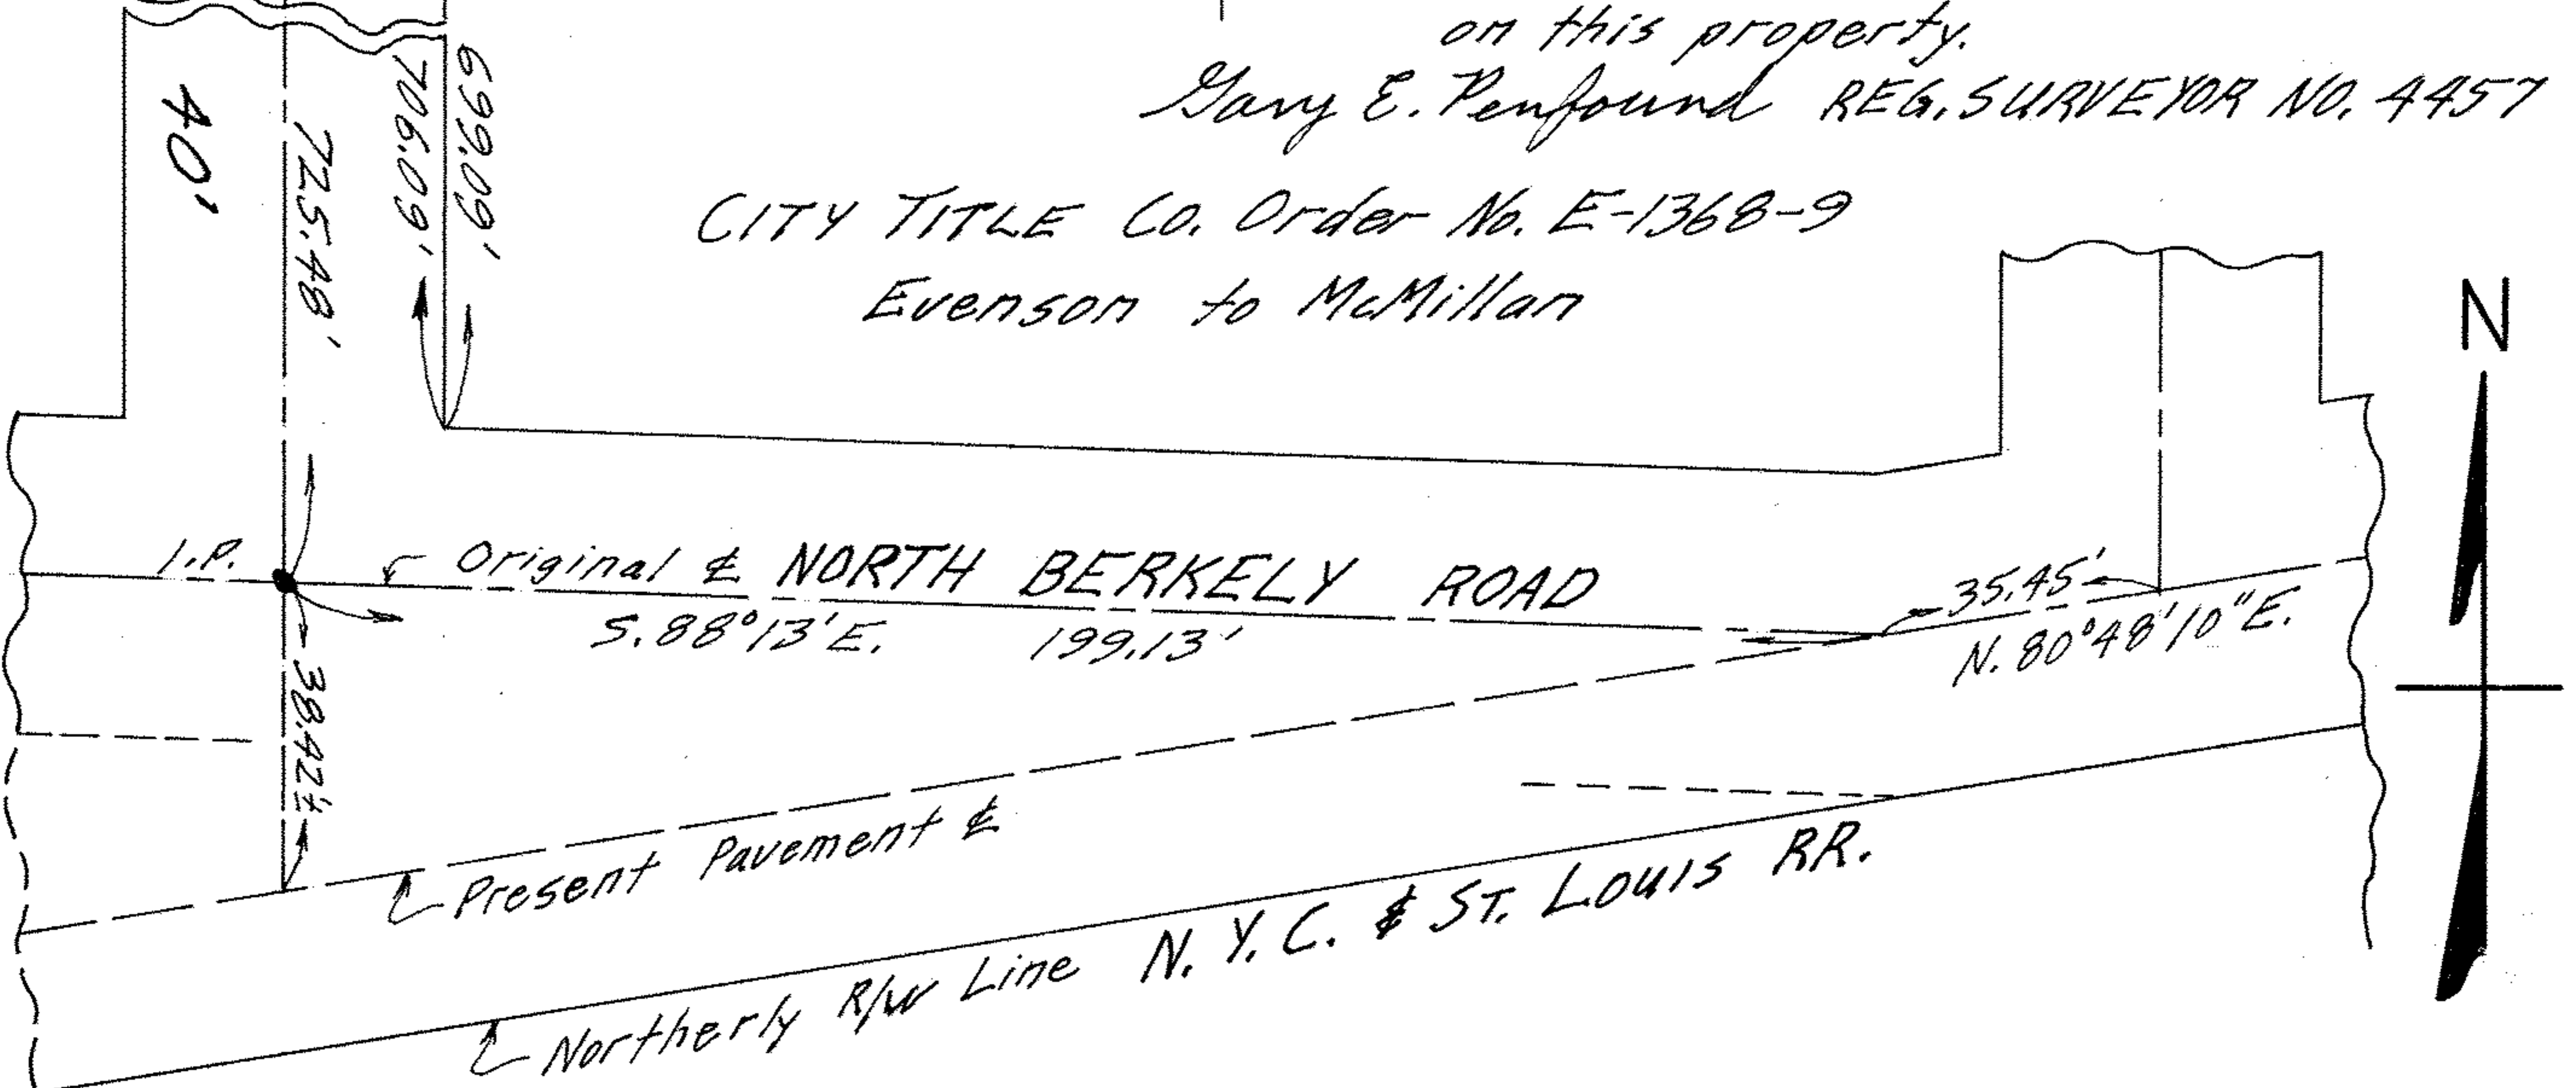 on this property.
Gary E. Penfound REG. SURVEYOR NO. 4457
CITY TITLE Co. Order No. E-1368-9
Evenson to McMillan
N
40'
725.48'
706.09'
699.09'
I.P.
Original ℄ NORTH BERKELY ROAD
S. 88°13' E. 199.13'
35.45'
N. 80°48'10" E.
38.42'±
Present Pavement ℄
Northerly R/W Line N. Y. C. & ST. LOUIS RR.